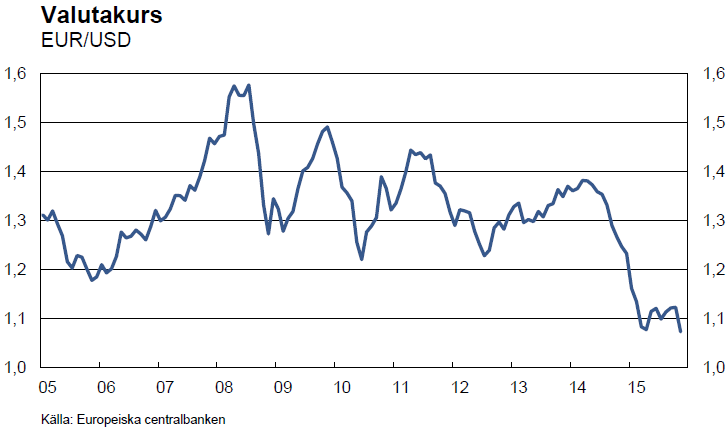 Valutakurs
EUR/USD
1,6 1,6
1,5 1,5
1,4 1,4
1,3 1,3
1,2 1,2
1,1 1,1
1,0 1,0
05 06 07 08 09 10 11 12 13 14 15
Källa: Europeiska centralbanken